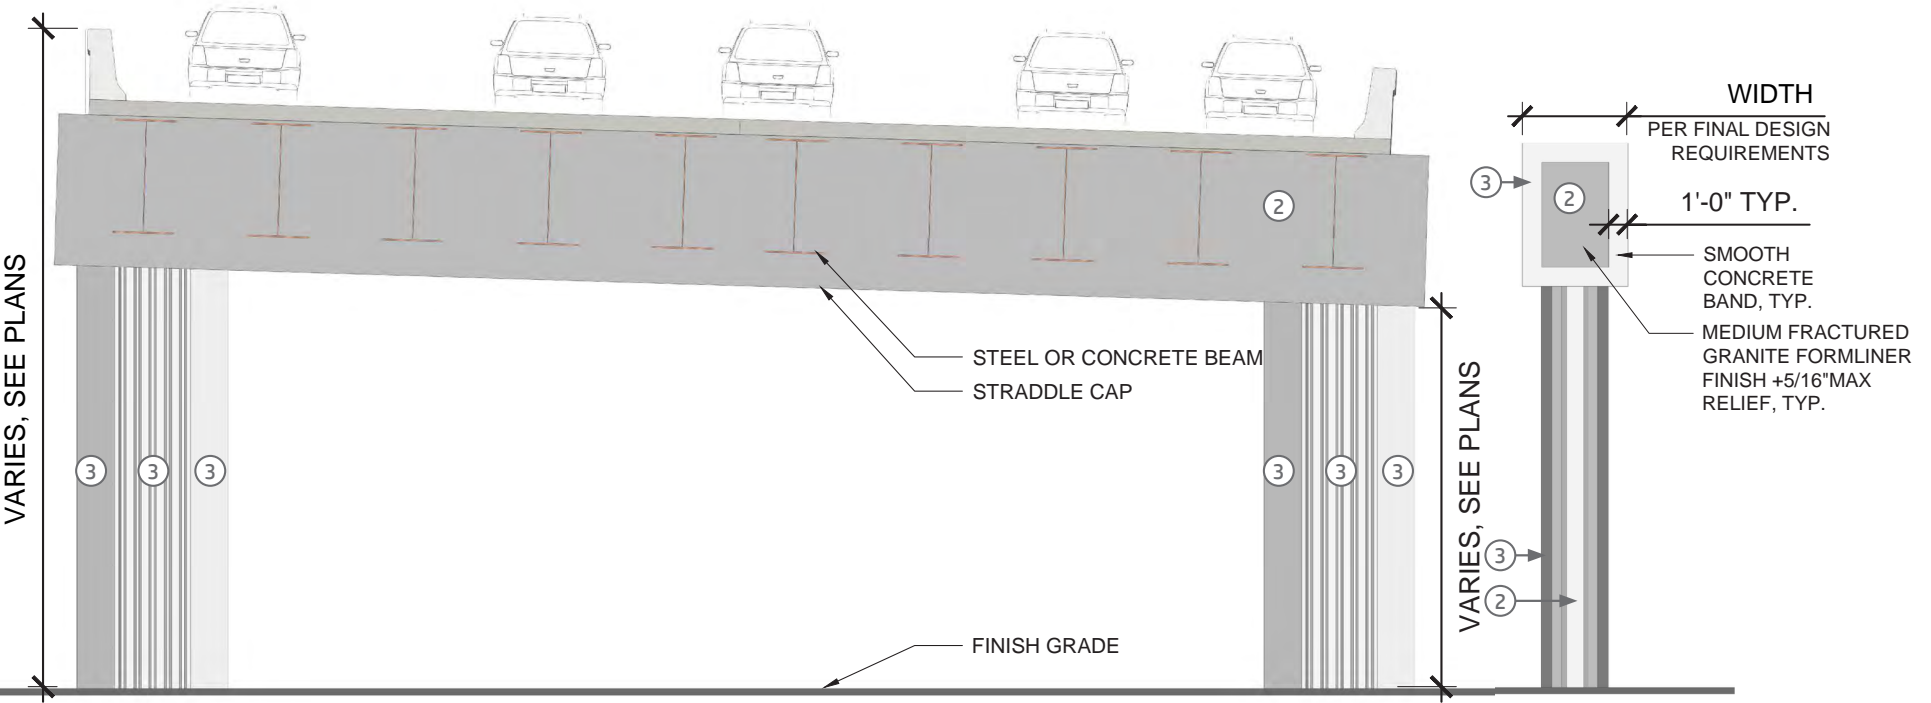 WIDTH
PER FINAL DESIGN
REQUIREMENTS
3
2
2
1'-0" TYP.
SMOOTH
CONCRETE
BAND, TYP.
MEDIUM FRACTURED
GRANITE FORMLINER
FINISH +5/16"MAX
RELIEF, TYP.
STEEL OR CONCRETE BEAM
STRADDLE CAP
VARIES, SEE PLANS
3
3
3
3
3
3
VARIES, SEE PLANS
3
2
FINISH GRADE